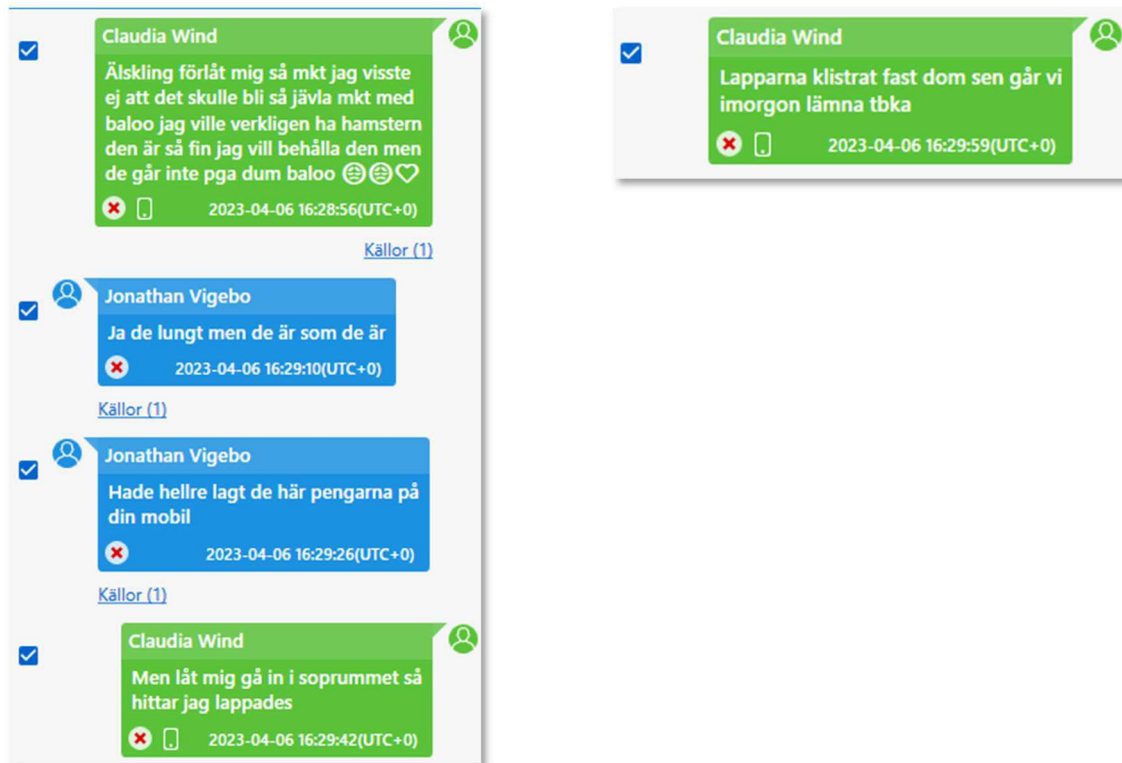 Claudia Wind
Älskling förlåt mig så mkt jag visste
ej att det skulle bli så jävla mkt med
baloo jag ville verkligen ha hamstern
den är så fin jag vill behålla den men
de går inte pga dum baloo 😩😩♡
2023-04-06 16:28:56(UTC+0)
Källor (1)
Jonathan Vigebo
Ja de lungt men de är som de är
2023-04-06 16:29:10(UTC+0)
Källor (1)
Jonathan Vigebo
Hade hellre lagt de här pengarna på
din mobil
2023-04-06 16:29:26(UTC+0)
Källor (1)
Claudia Wind
Men låt mig gå in i soprummet så
hittar jag lappades
2023-04-06 16:29:42(UTC+0)
Claudia Wind
Lapparna klistrat fast dom sen går vi
imorgon lämna tbka
2023-04-06 16:29:59(UTC+0)